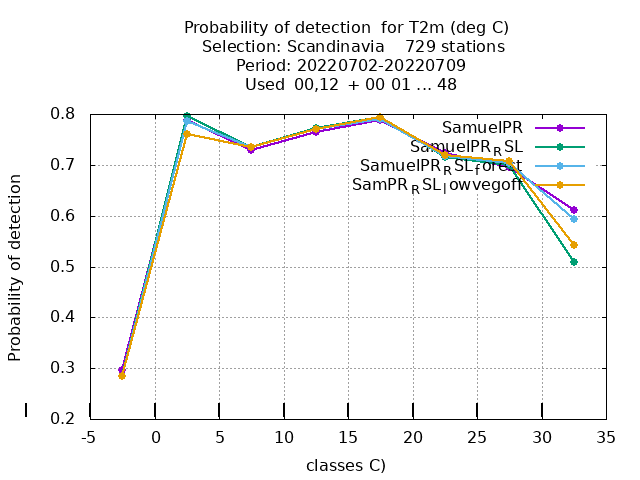 Probability of detection for T2m (deg C)
Selection: Scandinavia 729 stations
Period: 20220702-20220709
Used 00,12 + 00 01 ... 48
Probability of detection
0.8
0.7
0.6
0.5
0.4
0.3
0.2
SamuelPR
SamuelPR_RSL
SamuelPR_RSL_forest
SamPR_RSL_lowvegoff
-5 0 5 10 15 20 25 30 35
classes C)